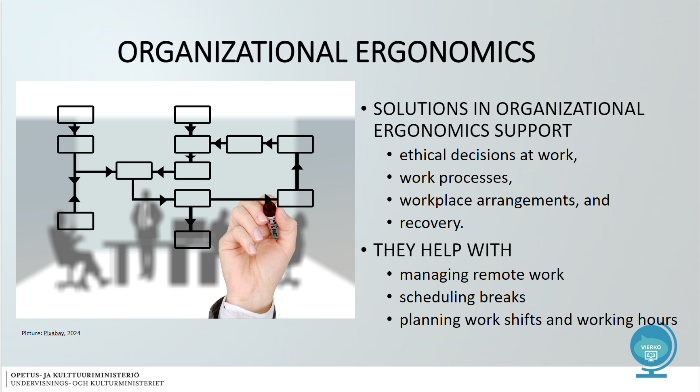 ORGANIZATIONAL ERGONOMICS
• SOLUTIONS IN ORGANIZATIONAL
ERGONOMICS SUPPORT
• ethical decisions at work,
• work processes,
• workplace arrangements, and
• recovery.
• THEY HELP WITH
• managing remote work
• scheduling breaks
• planning work shifts and working hours
Picture: Pixabay, 2024
VIERKO
OPETUS- JA KULTTUURIMINISTERIÖ
UNDERVISNINGS- OCH KULTURMINISTERIET